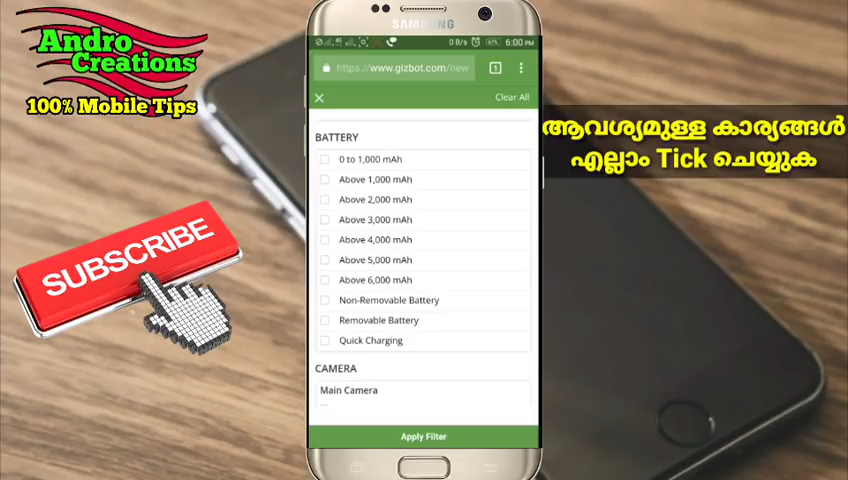 Andro
Creations
100% Mobile Tips
SUBSCRIBE
SAMSUNG
0 B/s 6:00 PM
https://www.gizbot.com/new
1
Clear All
BATTERY
0 to 1,000 mAh
Above 1,000 mAh
Above 2,000 mAh
Above 3,000 mAh
Above 4,000 mAh
Above 5,000 mAh
Above 6,000 mAh
Non-Removable Battery
Removable Battery
Quick Charging
CAMERA
Main Camera
Apply Filter
ആവശ്യമുള്ള കാര്യങ്ങൾ
എല്ലാം Tick ചെയ്യുക